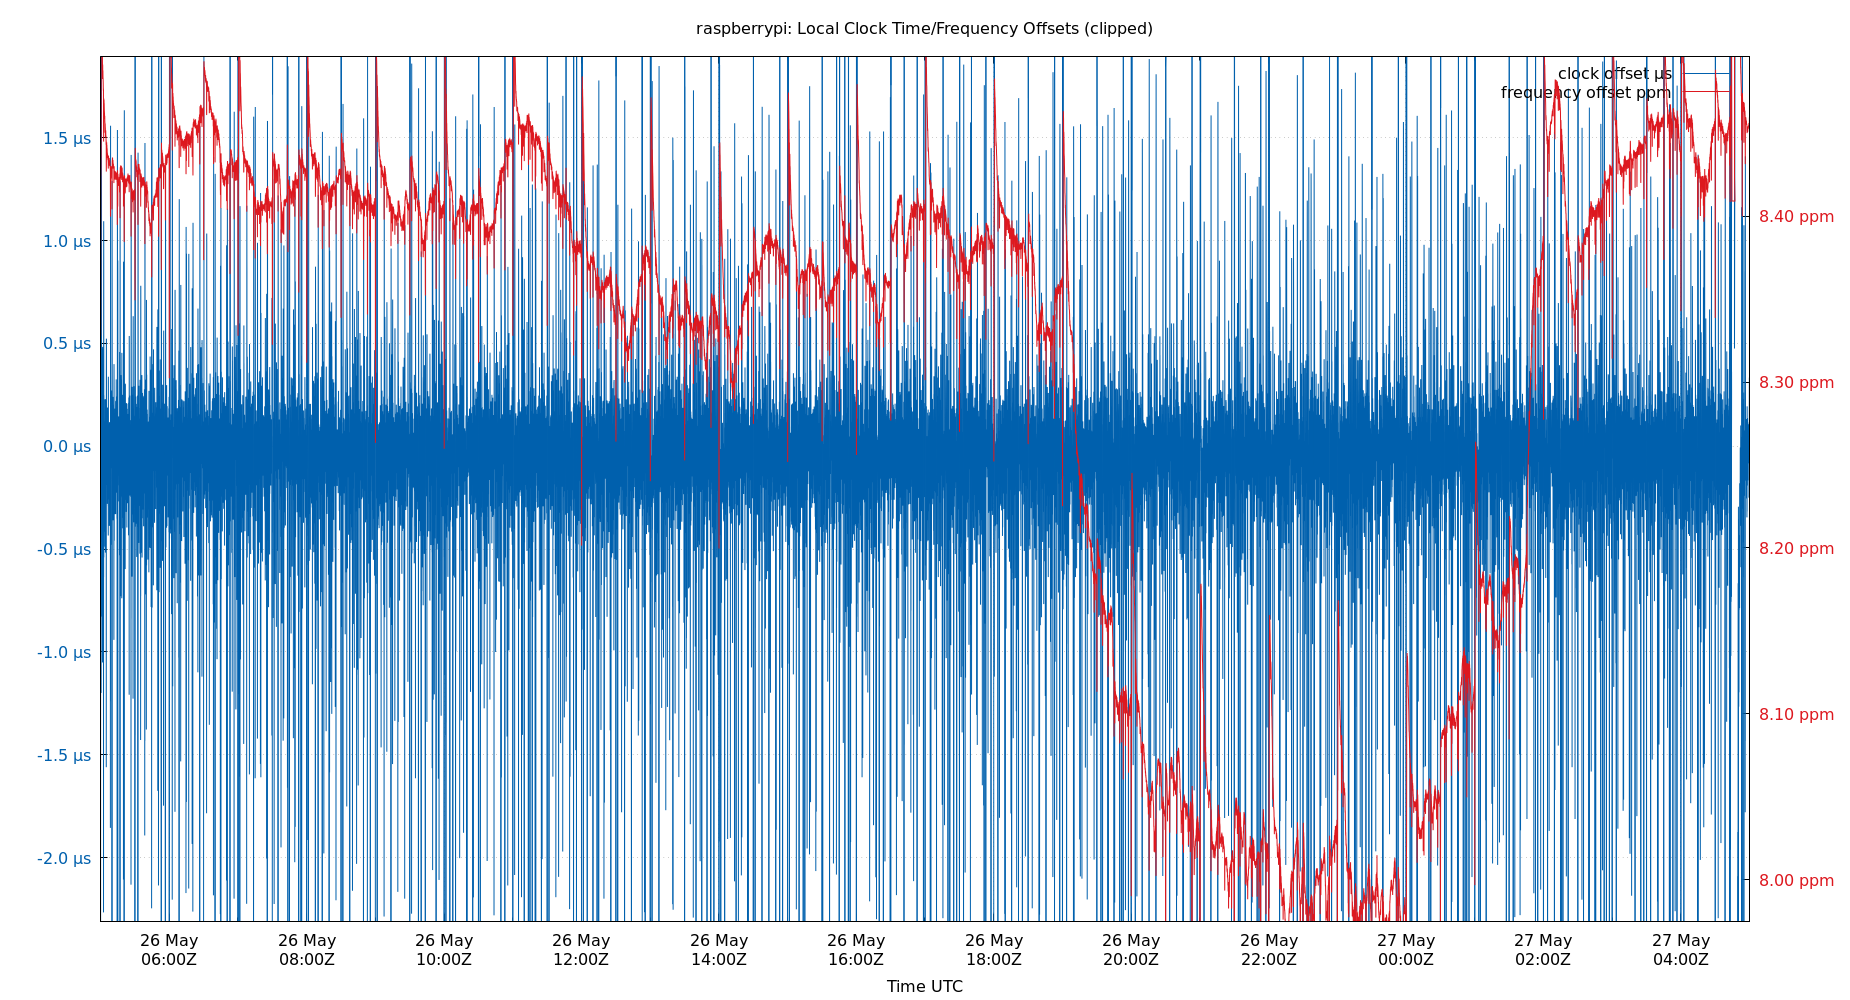 raspberrypi: Local Clock Time/Frequency Offsets (clipped)
clock offset µs
frequency offset ppm
1.5 µs
1.0 µs
0.5 µs
0.0 µs
-0.5 µs
-1.0 µs
-1.5 µs
-2.0 µs
8.40 ppm
8.30 ppm
8.20 ppm
8.10 ppm
8.00 ppm
26 May 26 May 26 May 26 May 26 May 26 May 26 May 26 May 26 May 27 May 27 May 27 May
06:00Z 08:00Z 10:00Z 12:00Z 14:00Z 16:00Z 18:00Z 20:00Z 22:00Z 00:00Z 02:00Z 04:00Z
Time UTC